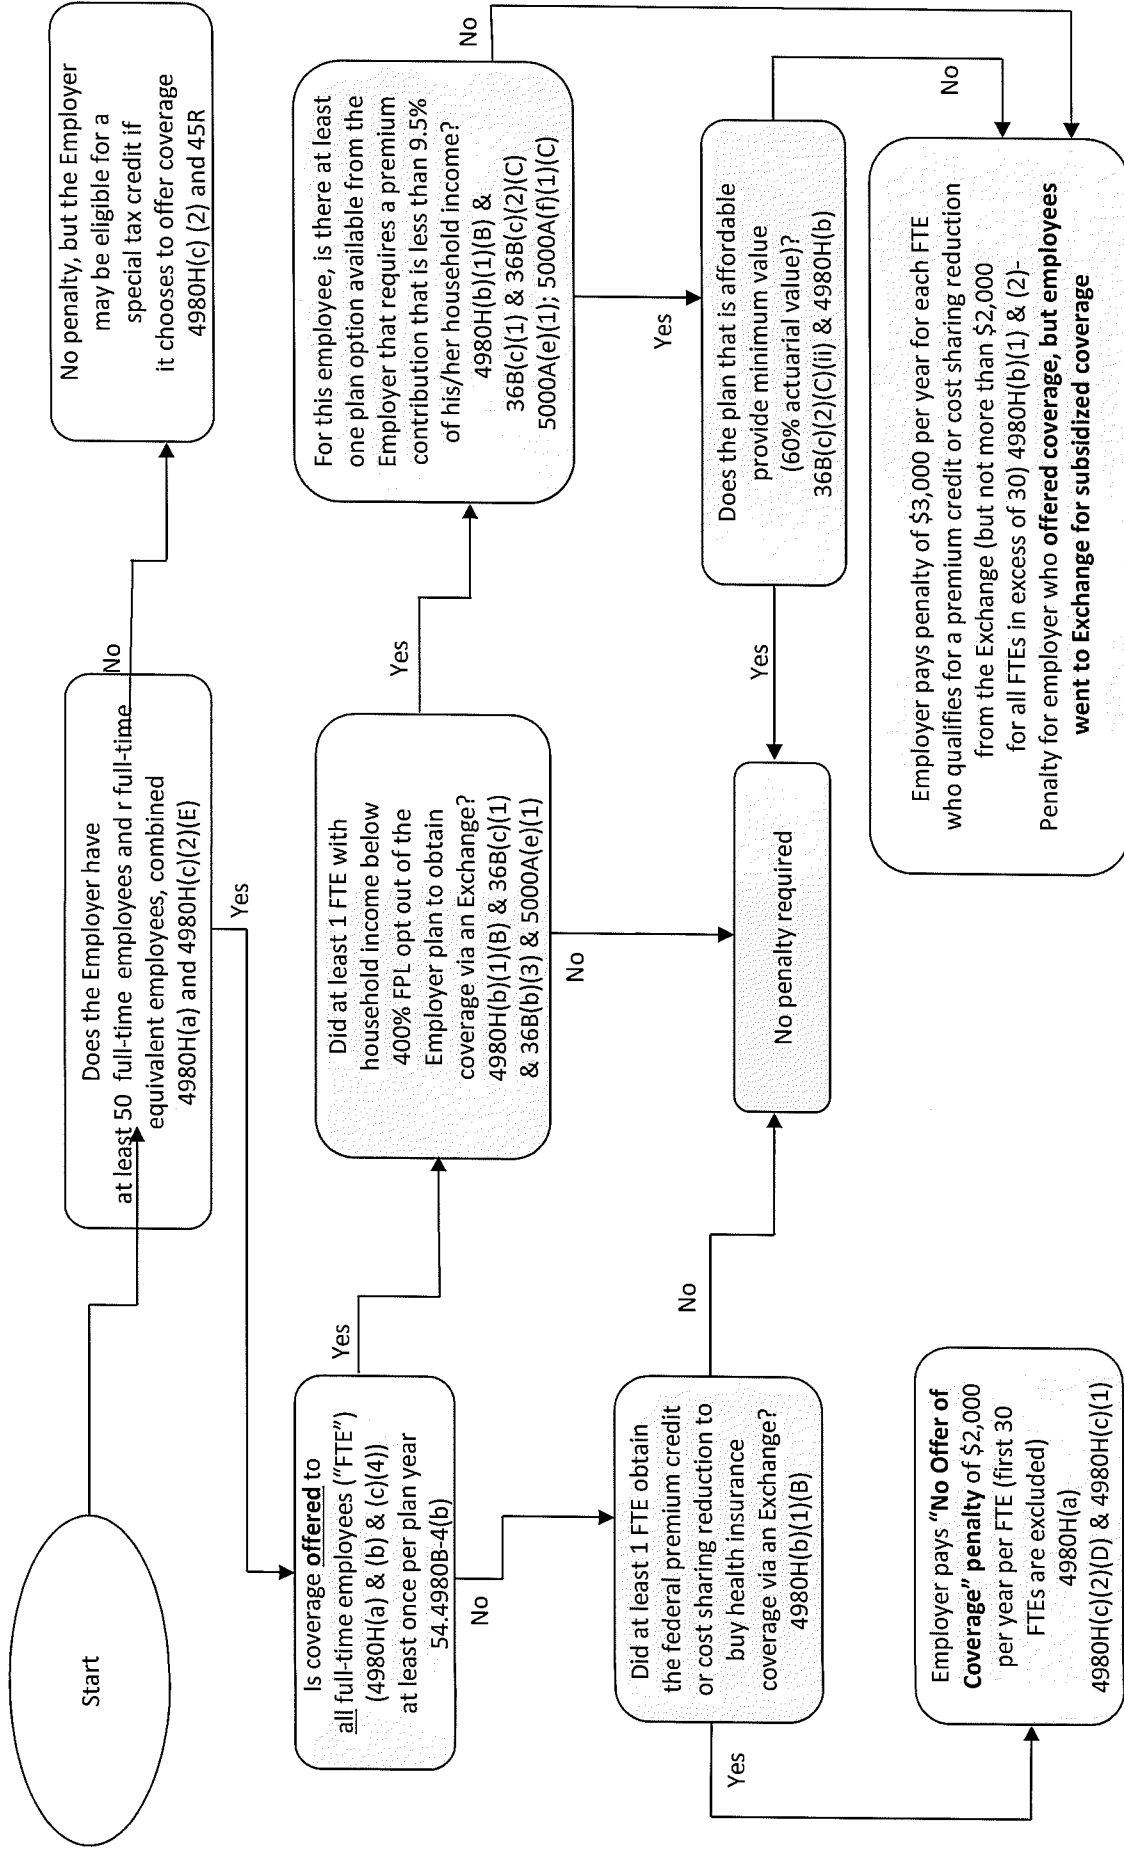 Start
Does the Employer have
at least 50 full-time employees and r full-time
equivalent employees, combined
4980H(a) and 4980H(c)(2)(E)
No
No penalty, but the Employer
may be eligible for a
special tax credit if
it chooses to offer coverage
4980H(c) (2) and 45R
Yes
Is coverage offered to
all full-time employees (“FTE”)
(4980H(a) & (b) & (c)(4))
at least once per plan year
54.4980B-4(b)
Yes
Did at least 1 FTE with
household income below
400% FPL opt out of the
Employer plan to obtain
coverage via an Exchange?
4980H(b)(1)(B) & 36B(c)(1)
& 36B(b)(3) & 5000A(e)(1)
Yes
For this employee, is there at least
one plan option available from the
Employer that requires a premium
contribution that is less than 9.5%
of his/her household income?
4980H(b)(1)(B) &
36B(c)(1) & 36B(c)(2)(C)
5000A(e)(1); 5000A(f)(1)(C)
No
No
No
Yes
Did at least 1 FTE obtain
the federal premium credit
or cost sharing reduction to
buy health insurance
coverage via an Exchange?
4980H(b)(1)(B)
No
No penalty required
Yes
Does the plan that is affordable
provide minimum value
(60% actuarial value)?
36B(c)(2)(C)(ii) & 4980H(b)
No
Yes
Employer pays “No Offer of
Coverage” penalty of $2,000
per year per FTE (first 30
FTEs are excluded)
4980H(a)
4980H(c)(2)(D) & 4980H(c)(1)
Employer pays penalty of $3,000 per year for each FTE
who qualifies for a premium credit or cost sharing reduction
from the Exchange (but not more than $2,000
for all FTEs in excess of 30) 4980H(b)(1) & (2)-
Penalty for employer who offered coverage, but employees
went to Exchange for subsidized coverage